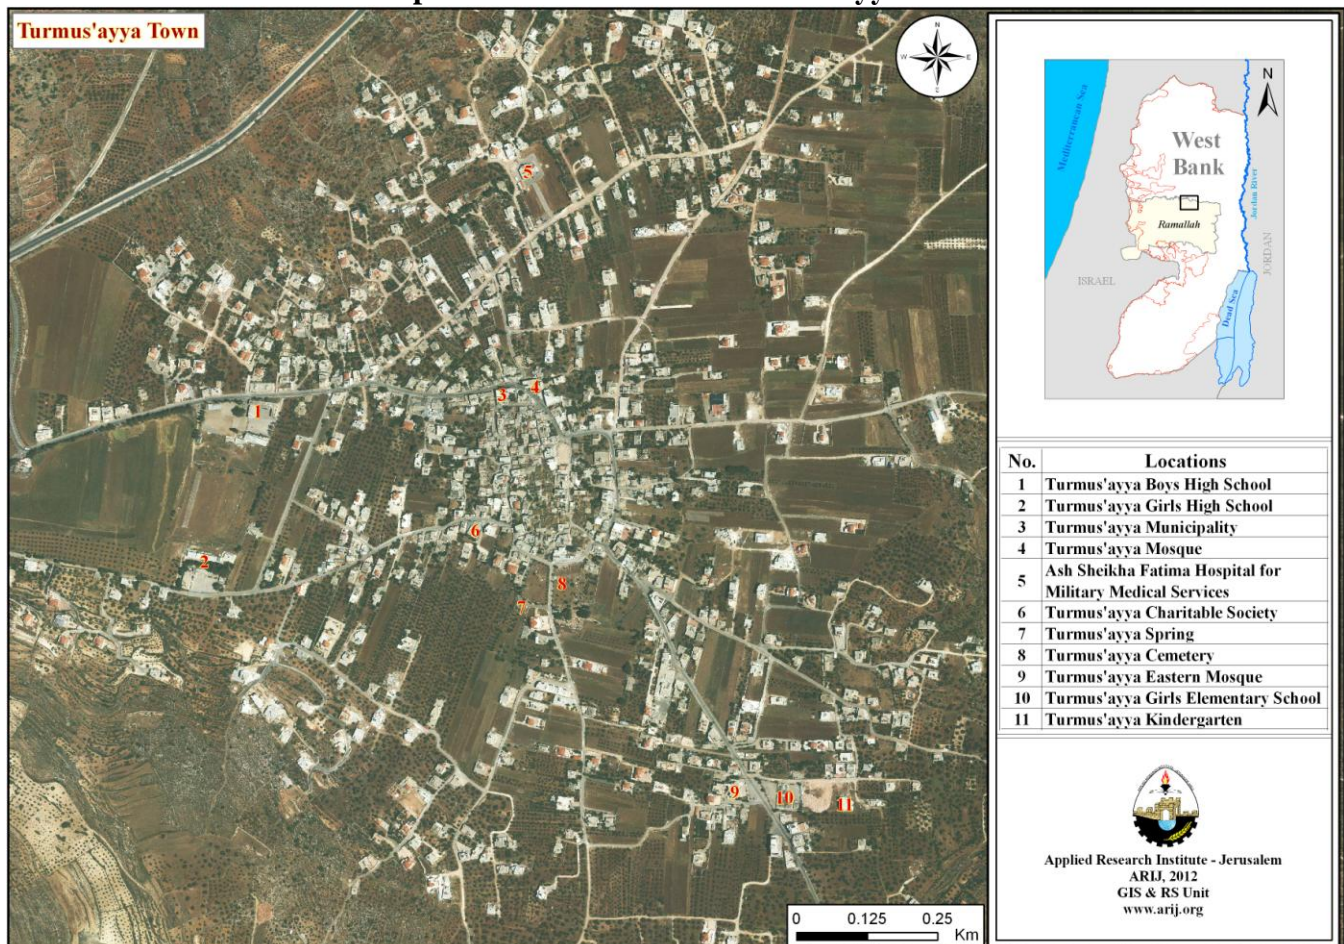 Turmus'ayya Town
N
W
E
S
5
4
3
1
6
2
8
7
9
10
11
0
0.125
0.25
Km
N
Mediterranean Sea
West
Bank
Jordan River
Ramallah
JORDAN
ISRAEL
Dead Sea
No. Locations
1 Turmus'ayya Boys High School
2 Turmus'ayya Girls High School
3 Turmus'ayya Municipality
4 Turmus'ayya Mosque
5 Ash Sheikha Fatima Hospital for
Military Medical Services
6 Turmus'ayya Charitable Society
7 Turmus'ayya Spring
8 Turmus'ayya Cemetery
9 Turmus'ayya Eastern Mosque
10 Turmus'ayya Girls Elementary School
11 Turmus'ayya Kindergarten
Applied Research Institute - Jerusalem
ARIJ, 2012
GIS & RS Unit
www.arij.org